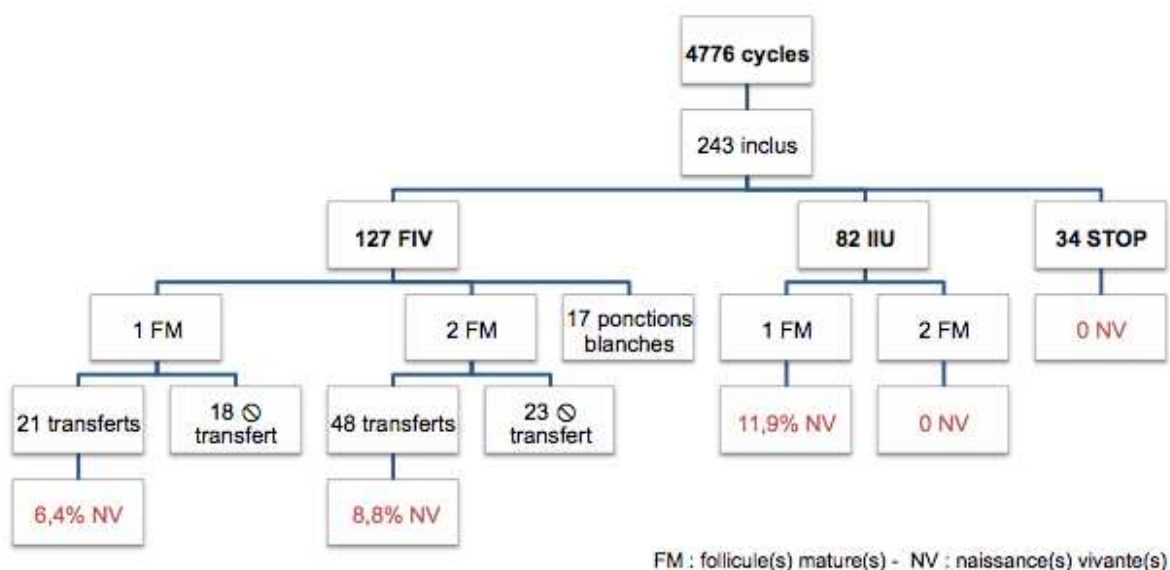 4776 cycles
243 inclus
127 FIV
82 IIU
34 STOP
1 FM
2 FM
17 ponctions
blanches
1 FM
2 FM
0 NV
21 transferts
18 🛇
transfert
48 transferts
23 🛇
transfert
11,9% NV
0 NV
6,4% NV
8,8% NV
FM : follicule(s) mature(s) - NV : naissance(s) vivante(s)